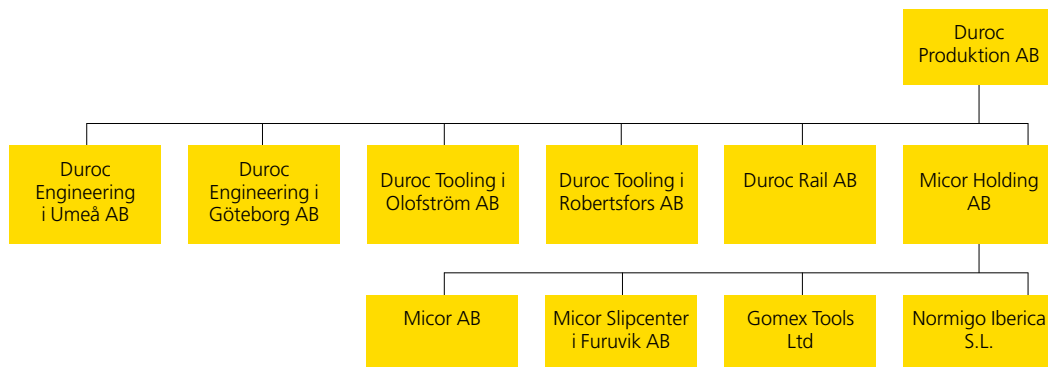 Duroc
Produktion AB
Duroc
Engineering
i Umeå AB
Duroc
Engineering i
Göteborg AB
Duroc Tooling i
Olofström AB
Duroc Tooling i
Robertsfors AB
Duroc Rail AB
Micor Holding
AB
Micor AB
Micor Slipcenter
i Furuvik AB
Gomex Tools
Ltd
Normigo Iberica
S.L.